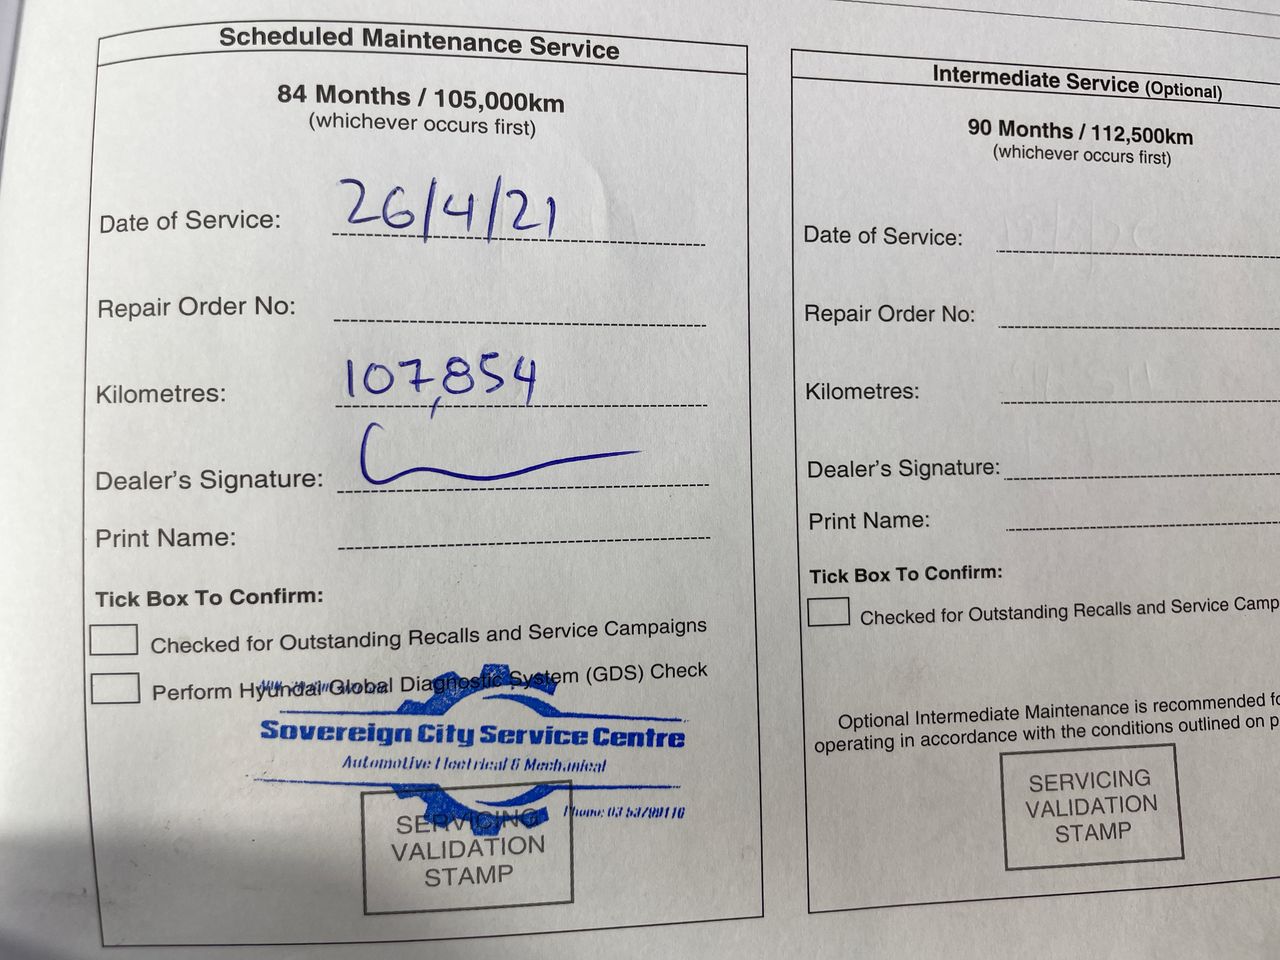 Scheduled Maintenance Service
84 Months / 105,000km
(whichever occurs first)
Date of Service: 26/4/21
Repair Order No:
Kilometres: 107,854
Dealer's Signature:
Print Name:
Tick Box To Confirm:
Checked for Outstanding Recalls and Service Campaigns
Perform Hyundai Global Diagnostic System (GDS) Check
Sovereign City Service Centre
Automotive Electrical & Mechanical
Phone: 03
SERVICING
VALIDATION
STAMP
Intermediate Service (Optional)
90 Months / 112,500km
(whichever occurs first)
Date of Service:
Repair Order No:
Kilometres:
Dealer's Signature:
Print Name:
Tick Box To Confirm:
Checked for Outstanding Recalls and Service Camp
Optional Intermediate Maintenance is recommended fo
operating in accordance with the conditions outlined on p
SERVICING
VALIDATION
STAMP